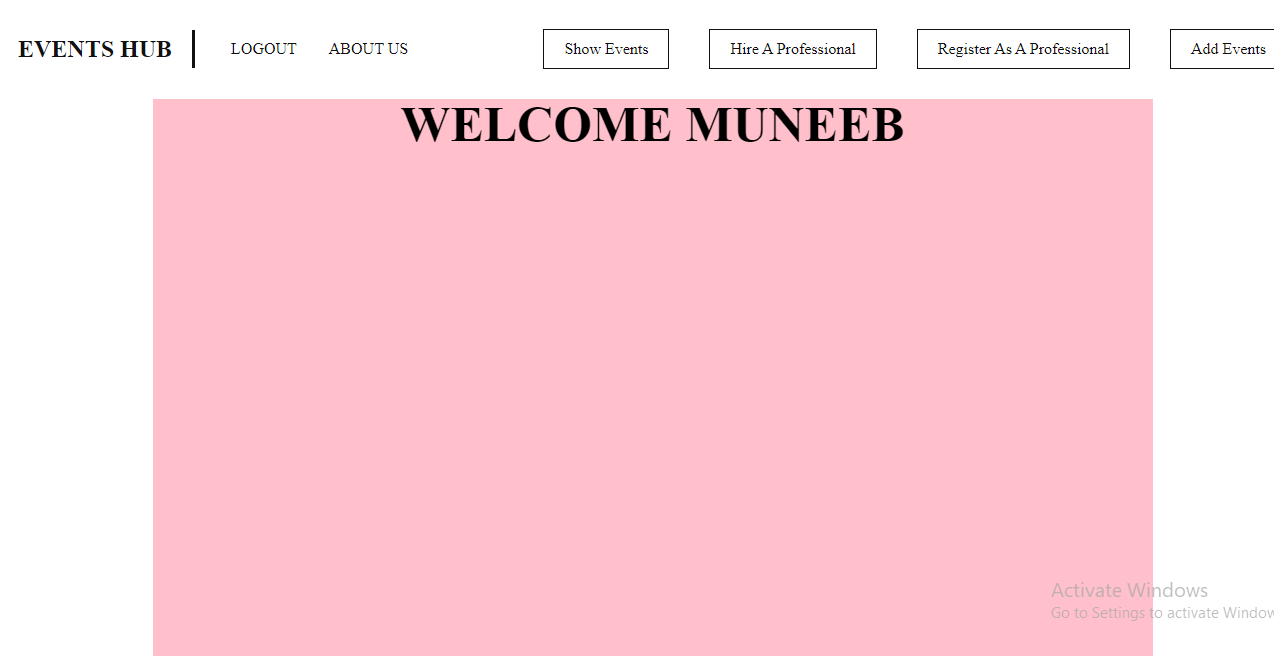 EVENTS HUB LOGOUT ABOUT US Show Events Hire A Professional Register As A Professional Add Events
WELCOME MUNEEB
Activate Windows
Go to Settings to activate Window